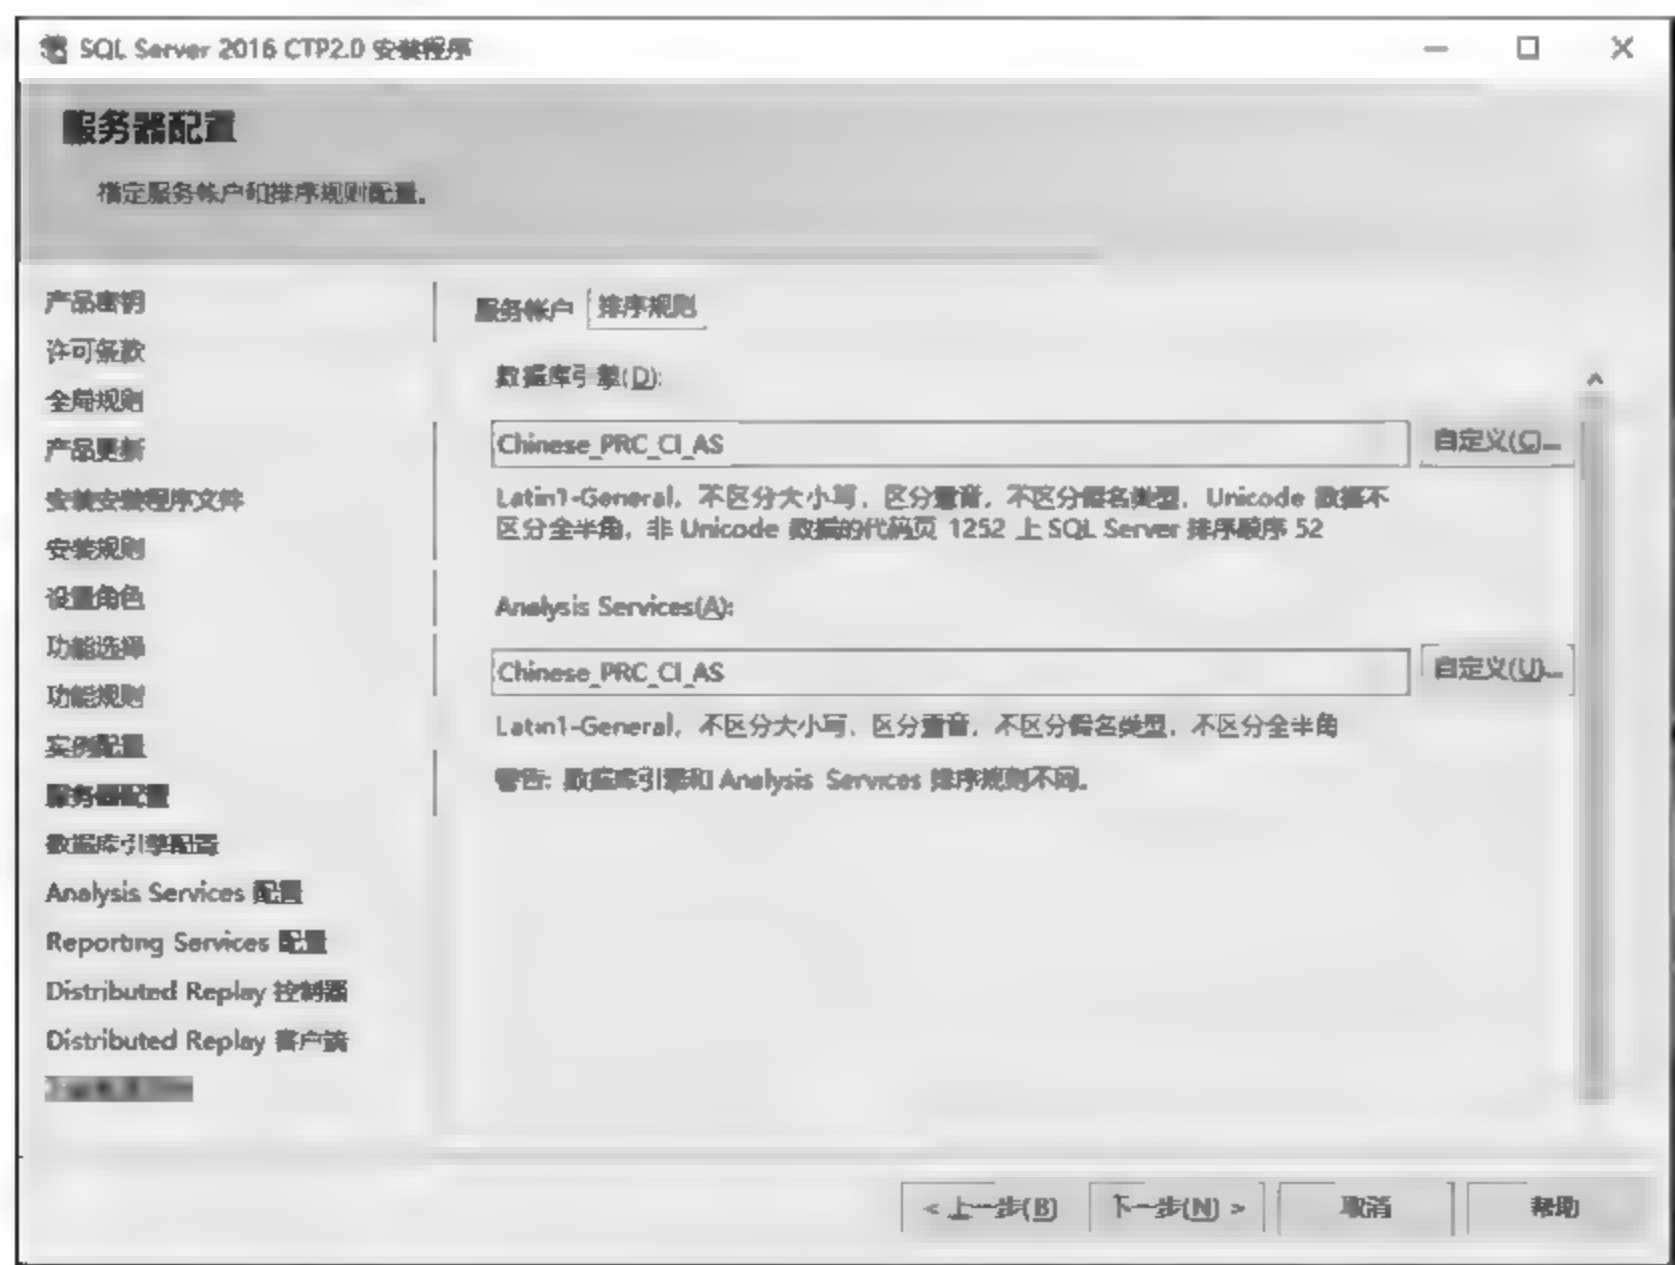 SQL Server 2016 CTP2.0 安装程序
服务器配置
指定服务帐户和排序规则配置。
产品密钥
许可条款
全局规则
产品更新
安装安装程序文件
安装规则
设置角色
功能选择
功能规则
实例配置
服务器配置
数据库引擎配置
Analysis Services 配置
Reporting Services 配置
Distributed Replay 控制器
Distributed Replay 客户端
服务帐户 排序规则
数据库引擎(D):
Chinese_PRC_CI_AS 自定义(C)...
Latin1-General, 不区分大小写, 区分重音, 不区分假名类型, Unicode 数据不
区分全半角, 非 Unicode 数据的代码页 1252 上 SQL Server 排序顺序 52
Analysis Services(A):
Chinese_PRC_CI_AS 自定义(U)...
Latin1-General, 不区分大小写, 区分重音, 不区分假名类型, 不区分全半角
警告: 数据库引擎和 Analysis Services 排序规则不同。
< 上一步(B) 下一步(N) > 取消 帮助